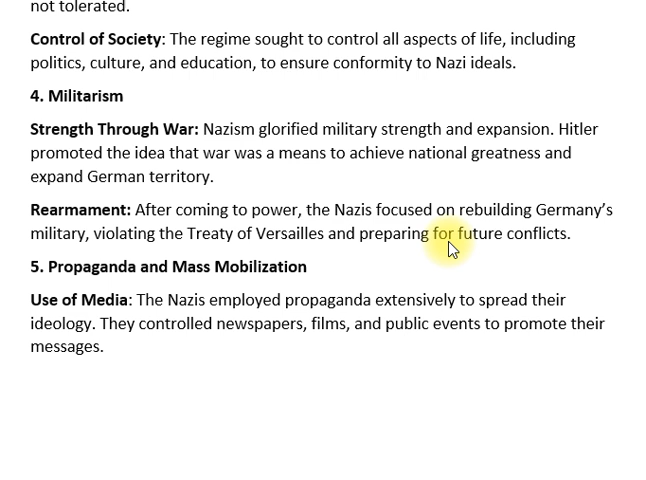 not tolerated.
Control of Society: The regime sought to control all aspects of life, including
politics, culture, and education, to ensure conformity to Nazi ideals.
4. Militarism
Strength Through War: Nazism glorified military strength and expansion. Hitler
promoted the idea that war was a means to achieve national greatness and
expand German territory.
Rearmament: After coming to power, the Nazis focused on rebuilding Germany’s
military, violating the Treaty of Versailles and preparing for future conflicts.
5. Propaganda and Mass Mobilization
Use of Media: The Nazis employed propaganda extensively to spread their
ideology. They controlled newspapers, films, and public events to promote their
messages.